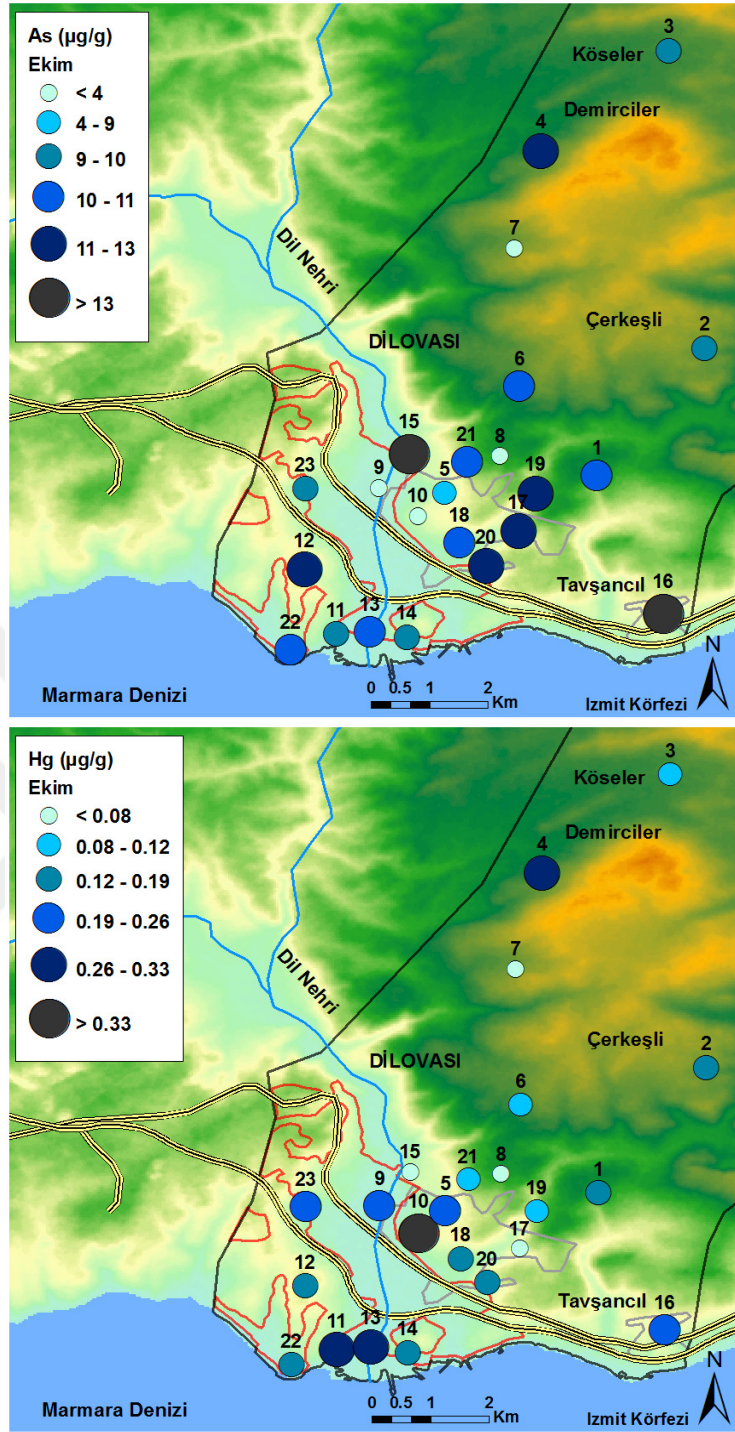 As (µg/g)
Ekim
< 4
4 - 9
9 - 10
10 - 11
11 - 13
> 13
3
Köseler
Demirciler
4
7
Dil Nehri
Çerkeşli
2
DİLOVASI
6
15
21
8
1
23
9
5
19
10
17
18
12
20
Tavşancıl
16
11
13
14
22
N
0 0.5 1 2
Km
Marmara Denizi
Izmit Körfezi
Hg (µg/g)
Ekim
< 0.08
0.08 - 0.12
0.12 - 0.19
0.19 - 0.26
0.26 - 0.33
> 0.33
3
Köseler
Demirciler
4
7
Dil Nehri
Çerkeşli
2
DİLOVASI
6
15
21
8
1
23
9
5
19
10
17
18
12
20
Tavşancıl
16
11
13
14
22
N
0 0.5 1 2
Km
Marmara Denizi
Izmit Körfezi